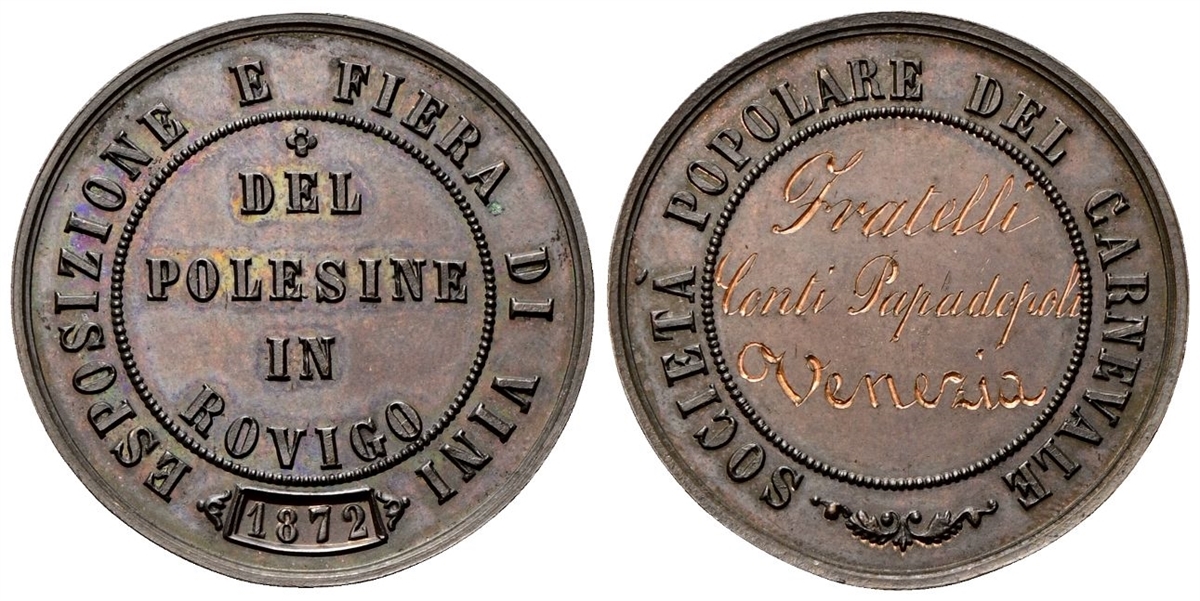 ESPOSIZIONE E FIERA DI VINI
DEL
POLESINE
IN
ROVIGO
1872
SOCIETÀ POPOLARE DEL CARNEVALE
Fratelli
Conti Papadopoli
Venezia